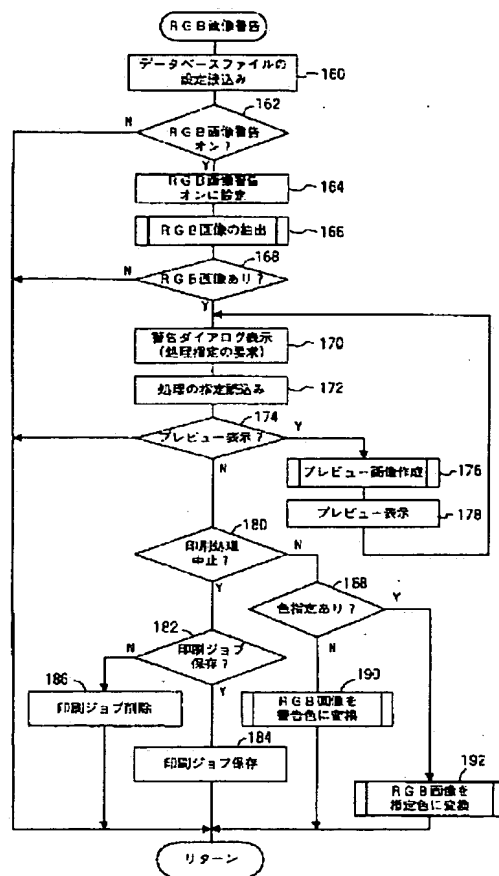 RGB画像警告
データベースファイルの
設定読込み
160
162
N
RGB画像警告
オン?
Y
RGB画像警告
オンに設定
164
RGB画像の抽出
166
168
N
RGB画像あり?
Y
警告ダイアログ表示
(処理指定の要求)
170
処理の指定読込み
172
174
プレビュー表示?
Y
N
プレビュー画像作成
176
プレビュー表示
178
180
印刷処理
中止?
N
Y
188
色指定あり?
Y
N
182
N
印刷ジョブ
保存?
Y
186
印刷ジョブ削除
190
RGB画像を
警告色に変換
184
印刷ジョブ保存
192
RGB画像を
指定色に変換
リターン